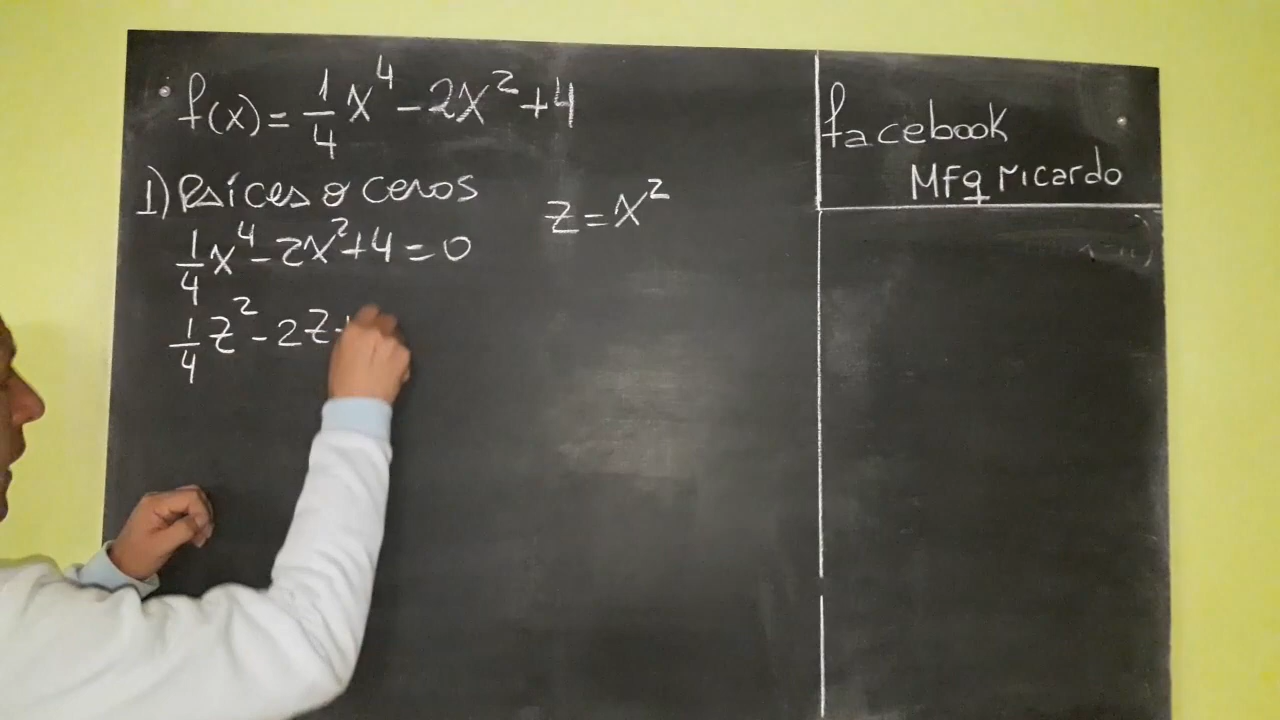 f(x) = 1/4 x⁴ - 2x² + 4
1) Raíces o ceros
z = x²
1/4 x⁴ - 2x² + 4 = 0
1/4 z² - 2z +
facebook
Mfq ricardo